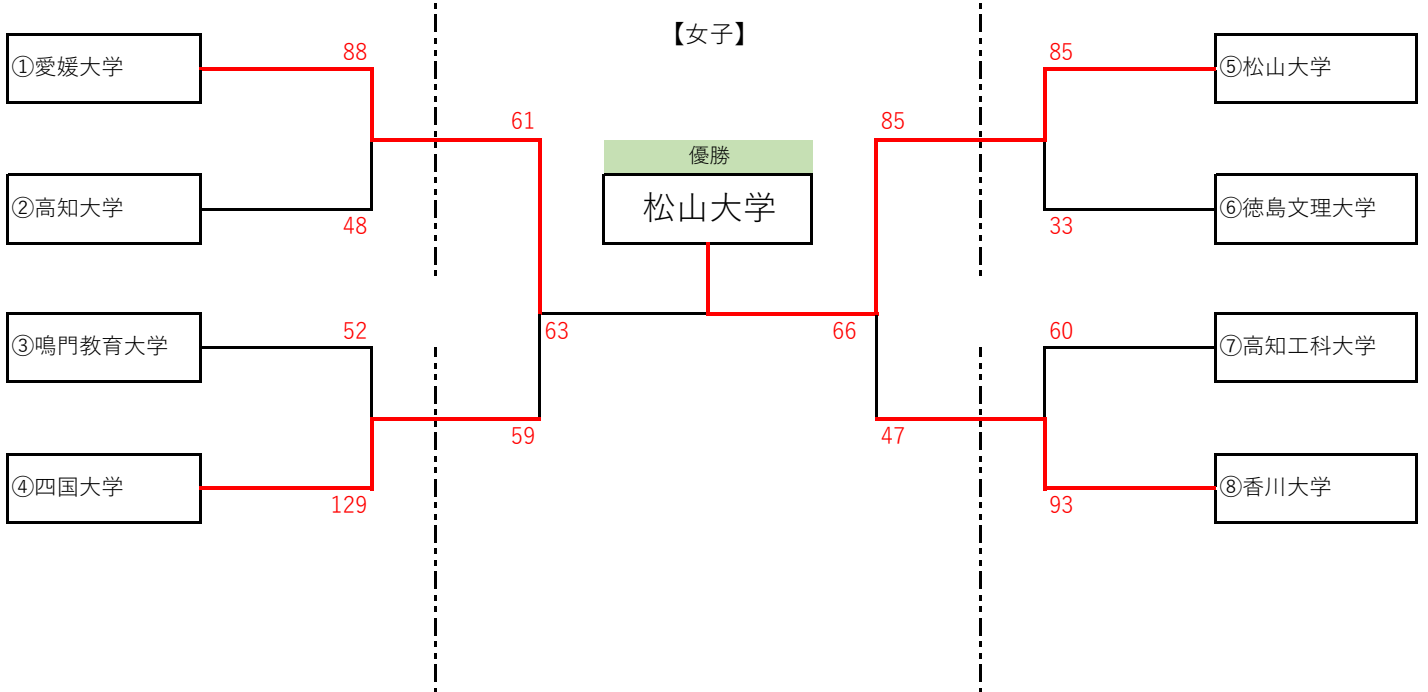 【女子】
①愛媛大学
88
②高知大学
48
③鳴門教育大学
52
④四国大学
129
61
59
63
優勝
松山大学
66
85
47
85
⑤松山大学
33
⑥徳島文理大学
60
⑦高知工科大学
93
⑧香川大学